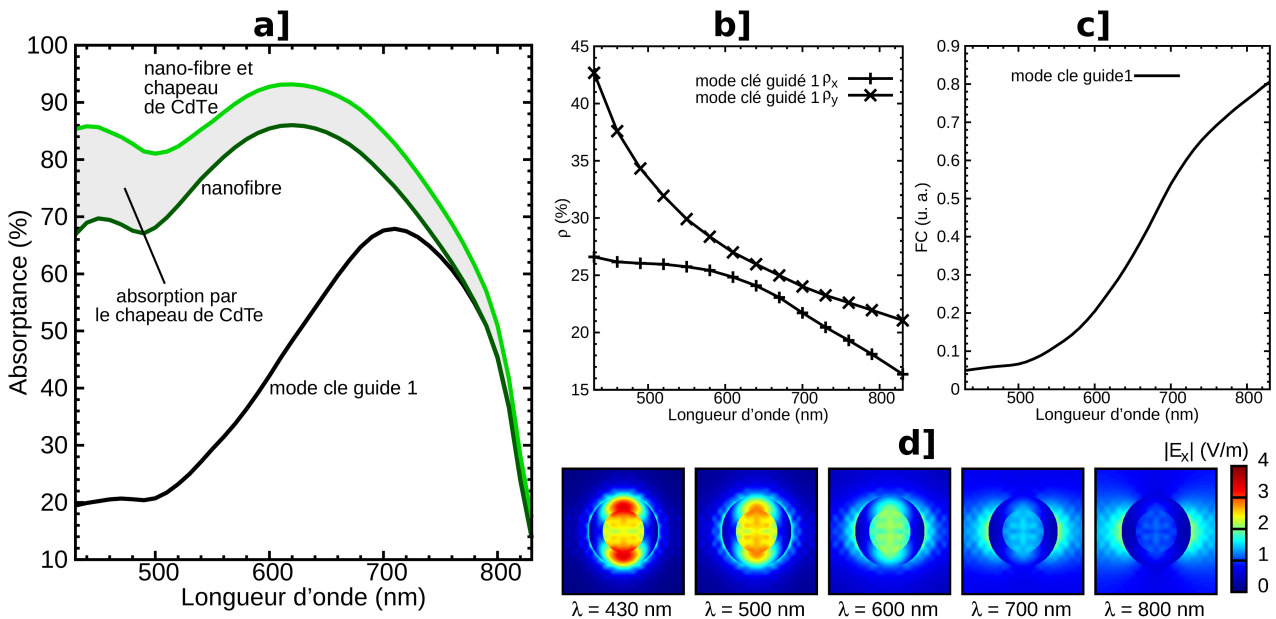 a]
100
90
80
70
60
50
40
30
20
10
Absorptance (%)
nano-fibre et
chapeau
de CdTe
nanofibre
absorption par
le chapeau de CdTe
mode cle guide 1
500
600
700
800
Longueur d’onde (nm)
b]
45
40
35
30
25
20
15
ρ (%)
mode clé guidé 1 ρx
mode clé guidé 1 ρy
500
600
700
800
Longueur d’onde (nm)
c]
0.9
0.8
0.7
0.6
0.5
0.4
0.3
0.2
0.1
0
FC (u. a.)
mode cle guide1
500
600
700
800
Longueur d’onde (nm)
d]
|Ex| (V/m)
4
3
2
1
0
λ = 430 nm
λ = 500 nm
λ = 600 nm
λ = 700 nm
λ = 800 nm